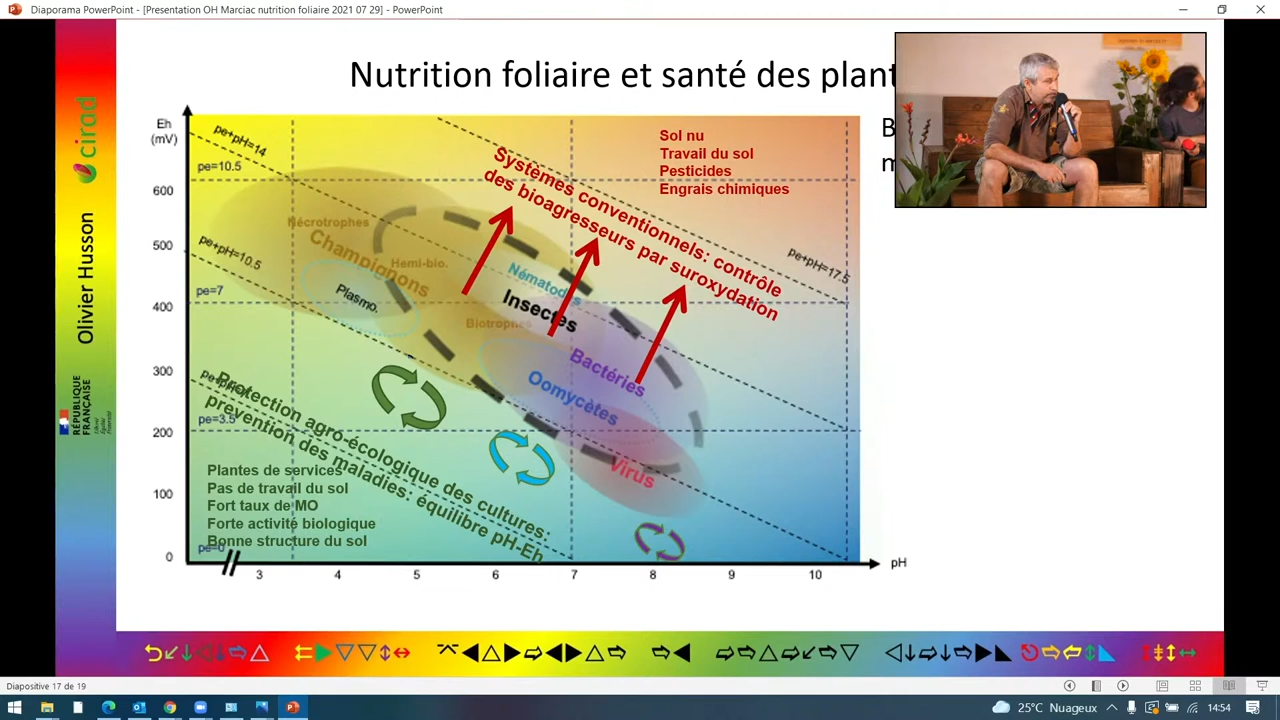 Diaporama PowerPoint - [Presentation OH Marciac nutrition foliaire 2021 07 29] - PowerPoint
Nutrition foliaire et santé des plant
cirad
Olivier Husson
RÉPUBLIQUE
FRANÇAISE
Liberté
Égalité
Fraternité
Eh
(mV)
600
500
400
300
200
100
0
pe+pH=14
pe=10.5
pe+pH=10.5
pe=7
pe=3.5
pe=0
pe+pH=17.5
Sol nu
Travail du sol
Pesticides
Engrais chimiques
Systèmes conventionnels: contrôle
des bioagresseurs par suroxydation
Nécrotrophes
Champignons
Hemi-bio.
Plasmo.
Nématodes
Insectes
Biotrophes
Bactéries
Oomycètes
Virus
Protection agro-écologique des cultures:
prevention des maladies: équilibre pH-Eh
Plantes de services
Pas de travail du sol
Fort taux de MO
Forte activité biologique
Bonne structure du sol
3 4 5 6 7 8 9 10
pH
B
m
Diapositive 17 de 19
25°C Nuageux
14:54